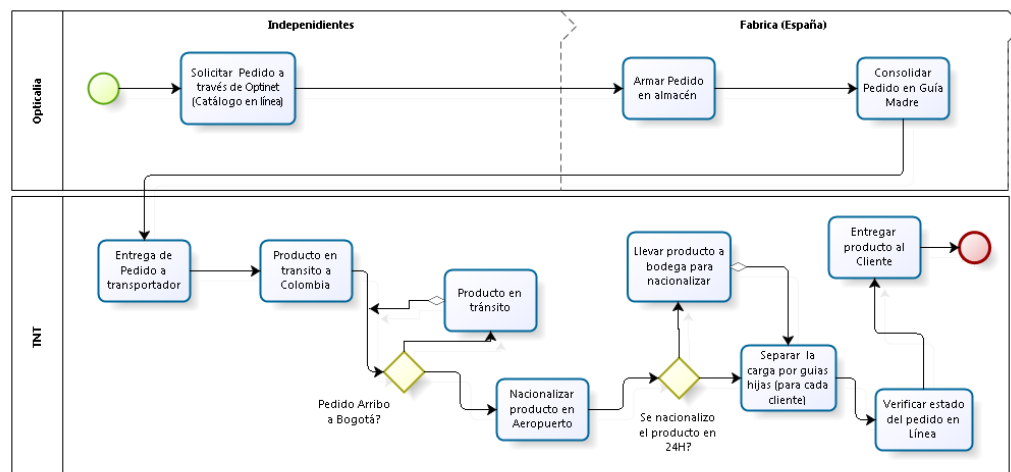 Indepenidientes
Fabrica (España)
Opticalia
Solicitar Pedido a
través de Optinet
(Catálogo en línea)
Armar Pedido
en almacén
Consolidar
Pedido en Guía
Madre
TNT
Entrega de
Pedido a
transportador
Producto en
transito a
Colombia
Producto en
tránsito
Pedido Arribo
a Bogotá?
Nacionalizar
producto en
Aeropuerto
Llevar producto a
bodega para
nacionalizar
Se nacionalizo
el producto en
24H?
Separar la
carga por guias
hijas (para cada
cliente)
Entregar
producto al
Cliente
Verificar estado
del pedido en
Línea